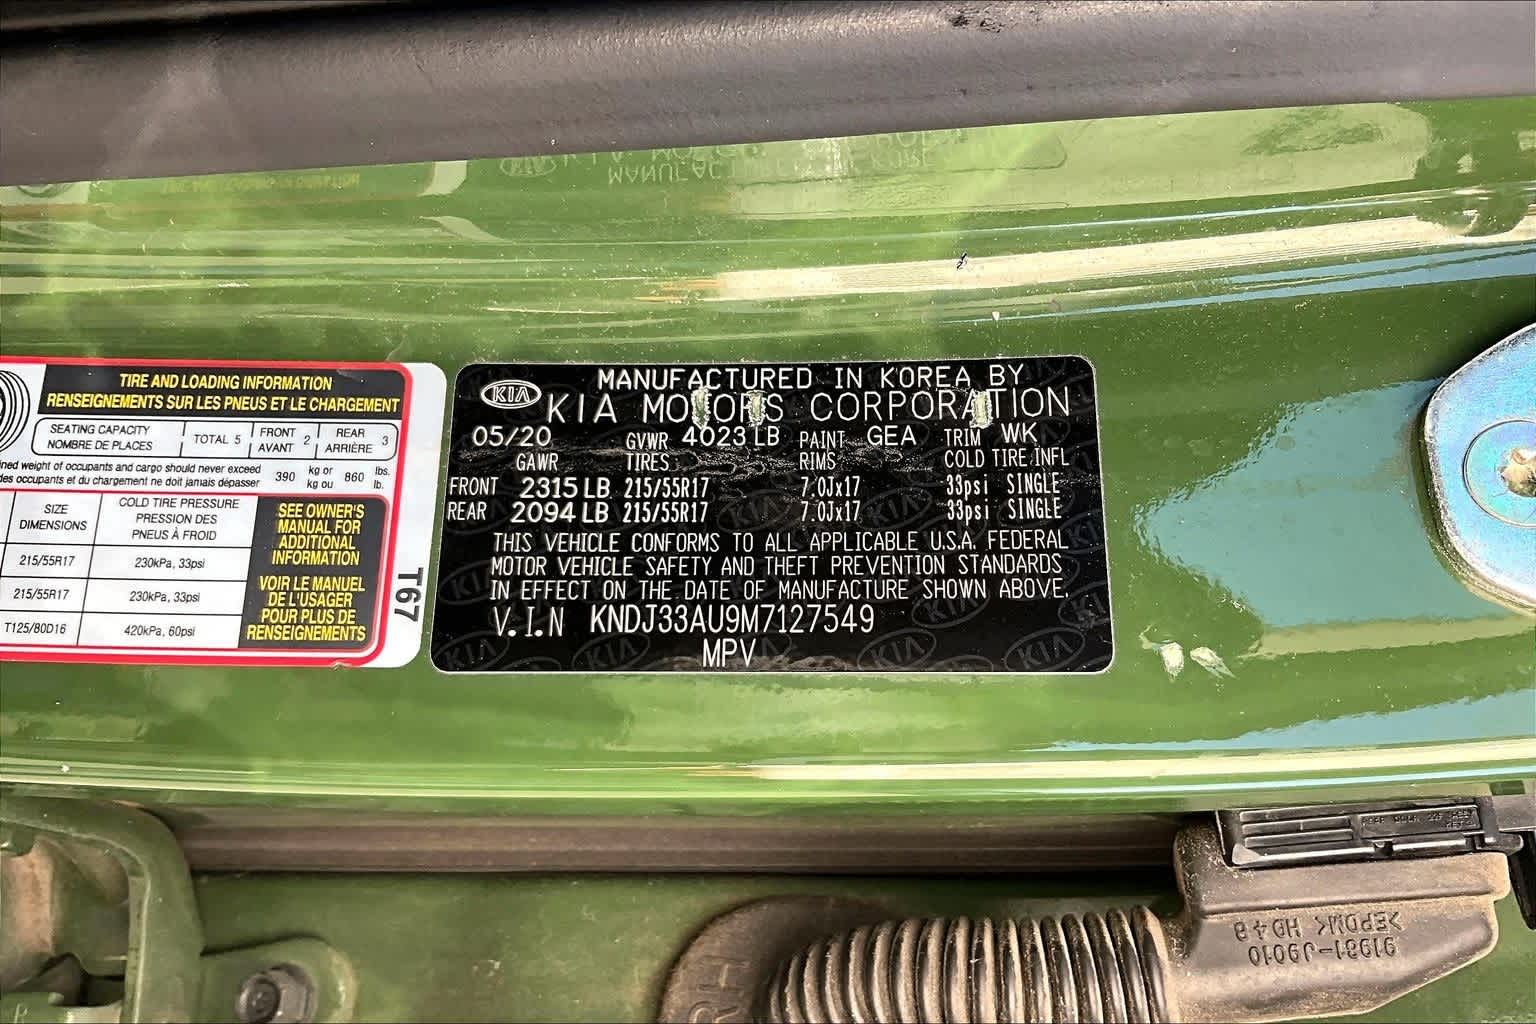 TIRE AND LOADING INFORMATION
RENSEIGNEMENTS SUR LES PNEUS ET LE CHARGEMENT
SEATING CAPACITY
NOMBRE DE PLACES
TOTAL 5
FRONT
AVANT
2
REAR
ARRIÈRE
3
ined weight of occupants and cargo should never exceed
des occupants et du chargement ne doit jamais dépasser
390
kg or
kg ou
860
lbs.
lb.
SIZE
DIMENSIONS
COLD TIRE PRESSURE
PRESSION DES
PNEUS À FROID
215/55R17
230kPa, 33psi
215/55R17
230kPa, 33psi
T125/80D16
420kPa, 60psi
SEE OWNER'S
MANUAL FOR
ADDITIONAL
INFORMATION
VOIR LE MANUEL
DE L'USAGER
POUR PLUS DE
RENSEIGNEMENTS
T67
KIA
MANUFACTURED IN KOREA BY
KIA MOTORS CORPORATION
05/20 GVWR 4023 LB PAINT GEA TRIM WK
GAWR TIRES RIMS COLD TIRE INFL
FRONT 2315 LB 215/55R17 7.0Jx17 33psi SINGLE
REAR 2094 LB 215/55R17 7.0Jx17 33psi SINGLE
THIS VEHICLE CONFORMS TO ALL APPLICABLE U.S.A. FEDERAL
MOTOR VEHICLE SAFETY AND THEFT PREVENTION STANDARDS
IN EFFECT ON THE DATE OF MANUFACTURE SHOWN ABOVE.
V.I.N KNDJ33AU9M7127549
MPV
91981-J9010
>EPDM< HD48
RH